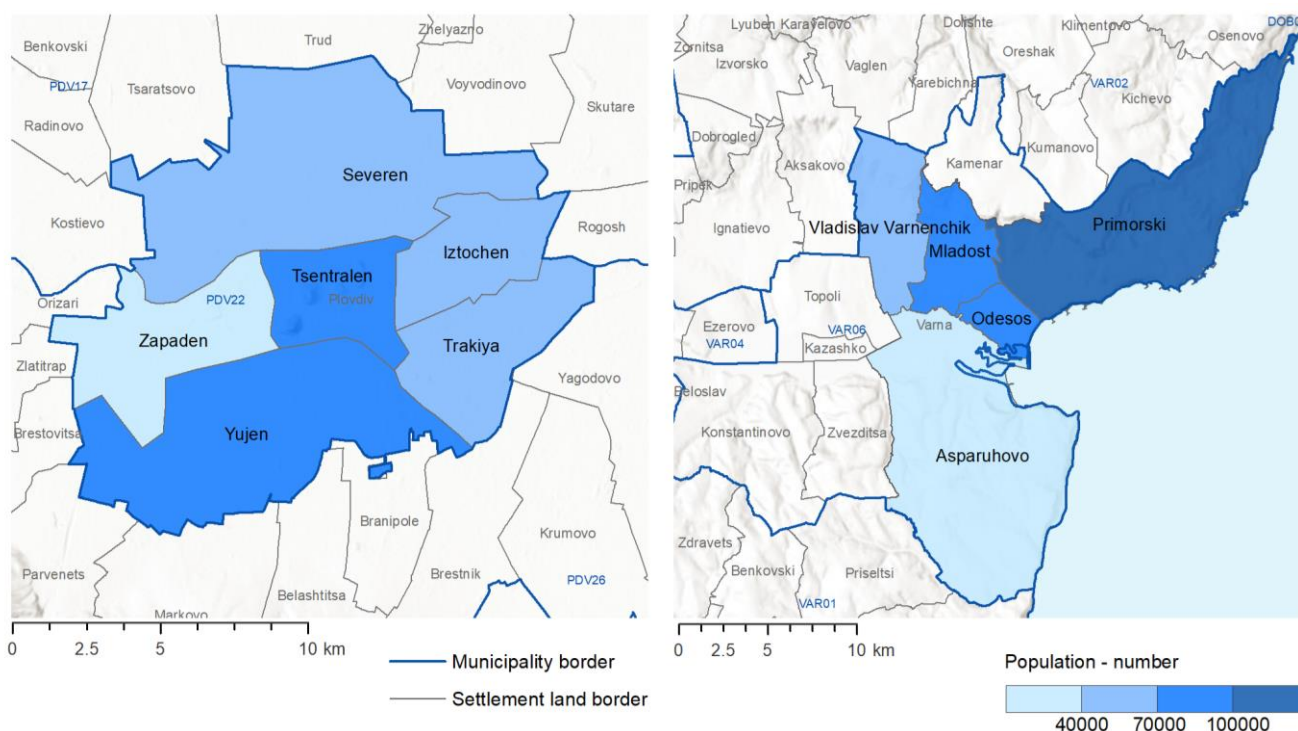 Trud
Zhelyazno
Benkovski
PDV17
Tsaratsovo
Voyvodinovo
Skutare
Radinovo
Severen
Kostievo
Rogosh
Iztochen
Tsentralen
Plovdiv
Orizari
PDV22
Zapaden
Trakiya
Zlatitrap
Yagodovo
Brestovitsa
Yujen
Branipole
Krumovo
Parvenets
Brestnik
PDV26
Belashtitsa
Markovo
0 2.5 5 10 km
Lyuben Karavelovo
Dolishte
Klimentovo
Zornitsa
Izvorsko
Vaglen
Oreshak
Osenovo
Yarebichna
VAR02
Kichevo
Dobrogled
Aksakovo
Kamenar
Kumanovo
Pripek
Ignatievo
Vladislav Varnenchik
Primorski
Mladost
Topoli
Odesos
Ezerovo
VAR06
Varna
VAR04
Kazashko
Beloslav
Konstantinovo
Zvezditsa
Asparuhovo
Zdravets
Benkovski
Priseltsi
VAR01
0 2.5 5 10 km
Municipality border
Settlement land border
Population - number
40000 70000 100000